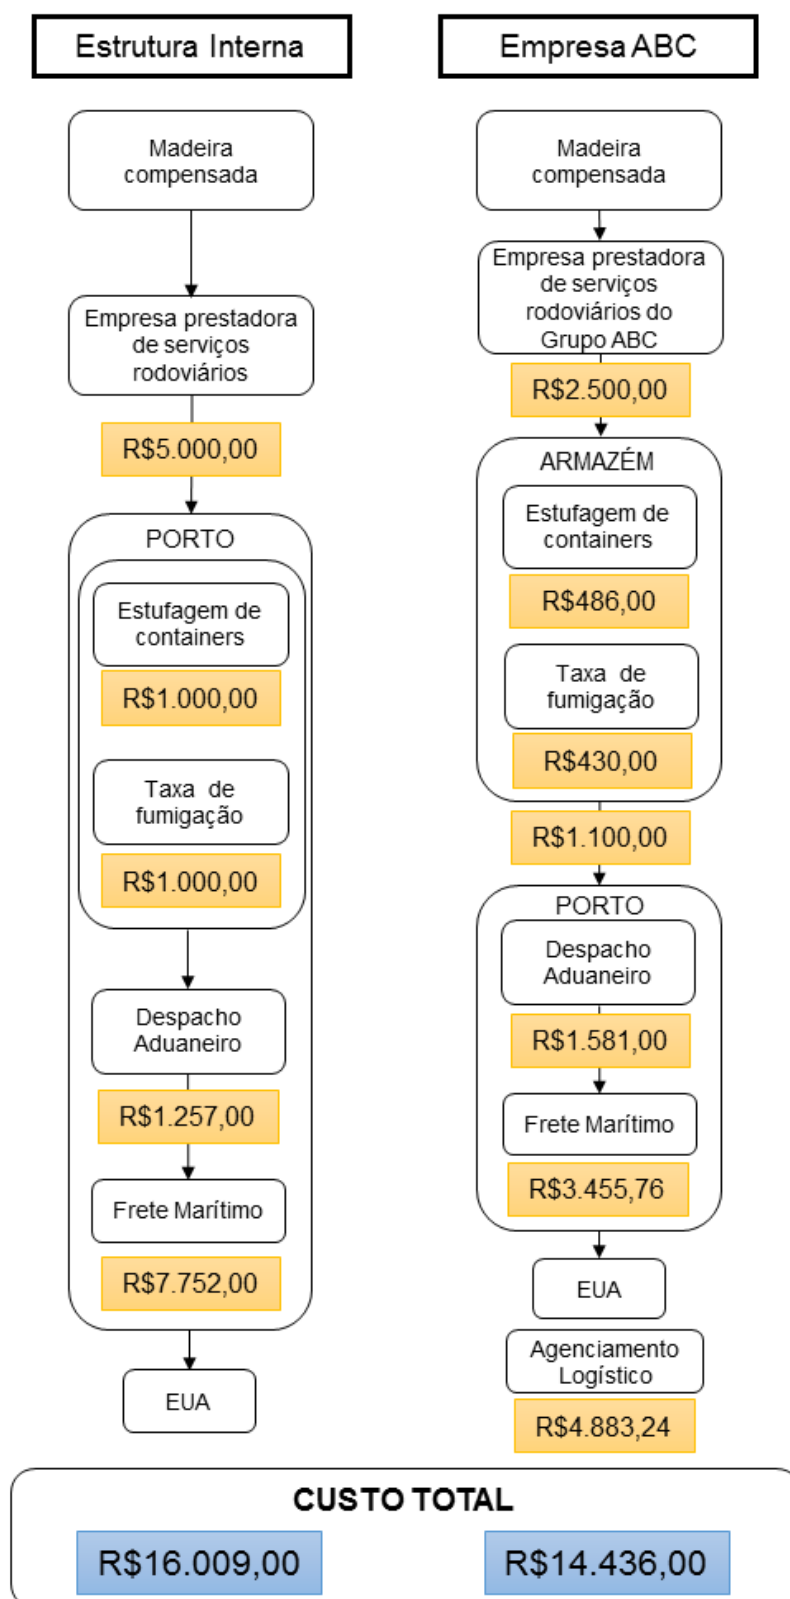 Estrutura Interna
Madeira
compensada
Empresa prestadora
de serviços
rodoviários
R$5.000,00
PORTO
Estufagem de
containers
R$1.000,00
Taxa de
fumigação
R$1.000,00
Despacho
Aduaneiro
R$1.257,00
Frete Marítimo
R$7.752,00
EUA
Empresa ABC
Madeira
compensada
Empresa prestadora
de serviços
rodoviários do
Grupo ABC
R$2.500,00
ARMAZÉM
Estufagem de
containers
R$486,00
Taxa de
fumigação
R$430,00
R$1.100,00
PORTO
Despacho
Aduaneiro
R$1.581,00
Frete Marítimo
R$3.455,76
EUA
Agenciamento
Logístico
R$4.883,24
CUSTO TOTAL
R$16.009,00
R$14.436,00